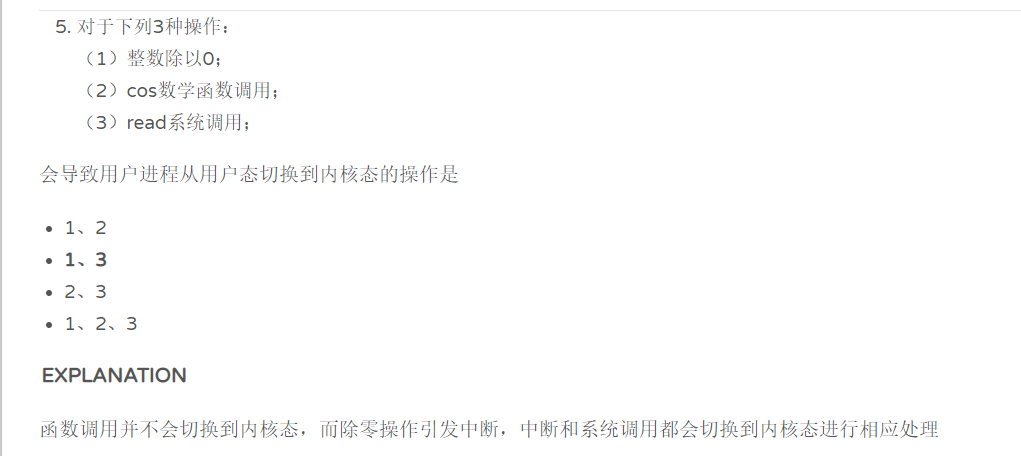 5. 对于下列3种操作：
（1）整数除以0；
（2）cos数学函数调用；
（3）read系统调用；
会导致用户进程从用户态切换到内核态的操作是
• 1、2
• 1、3
• 2、3
• 1、2、3
EXPLANATION
函数调用并不会切换到内核态，而除零操作引发中断，中断和系统调用都会切换到内核态进行相应处理